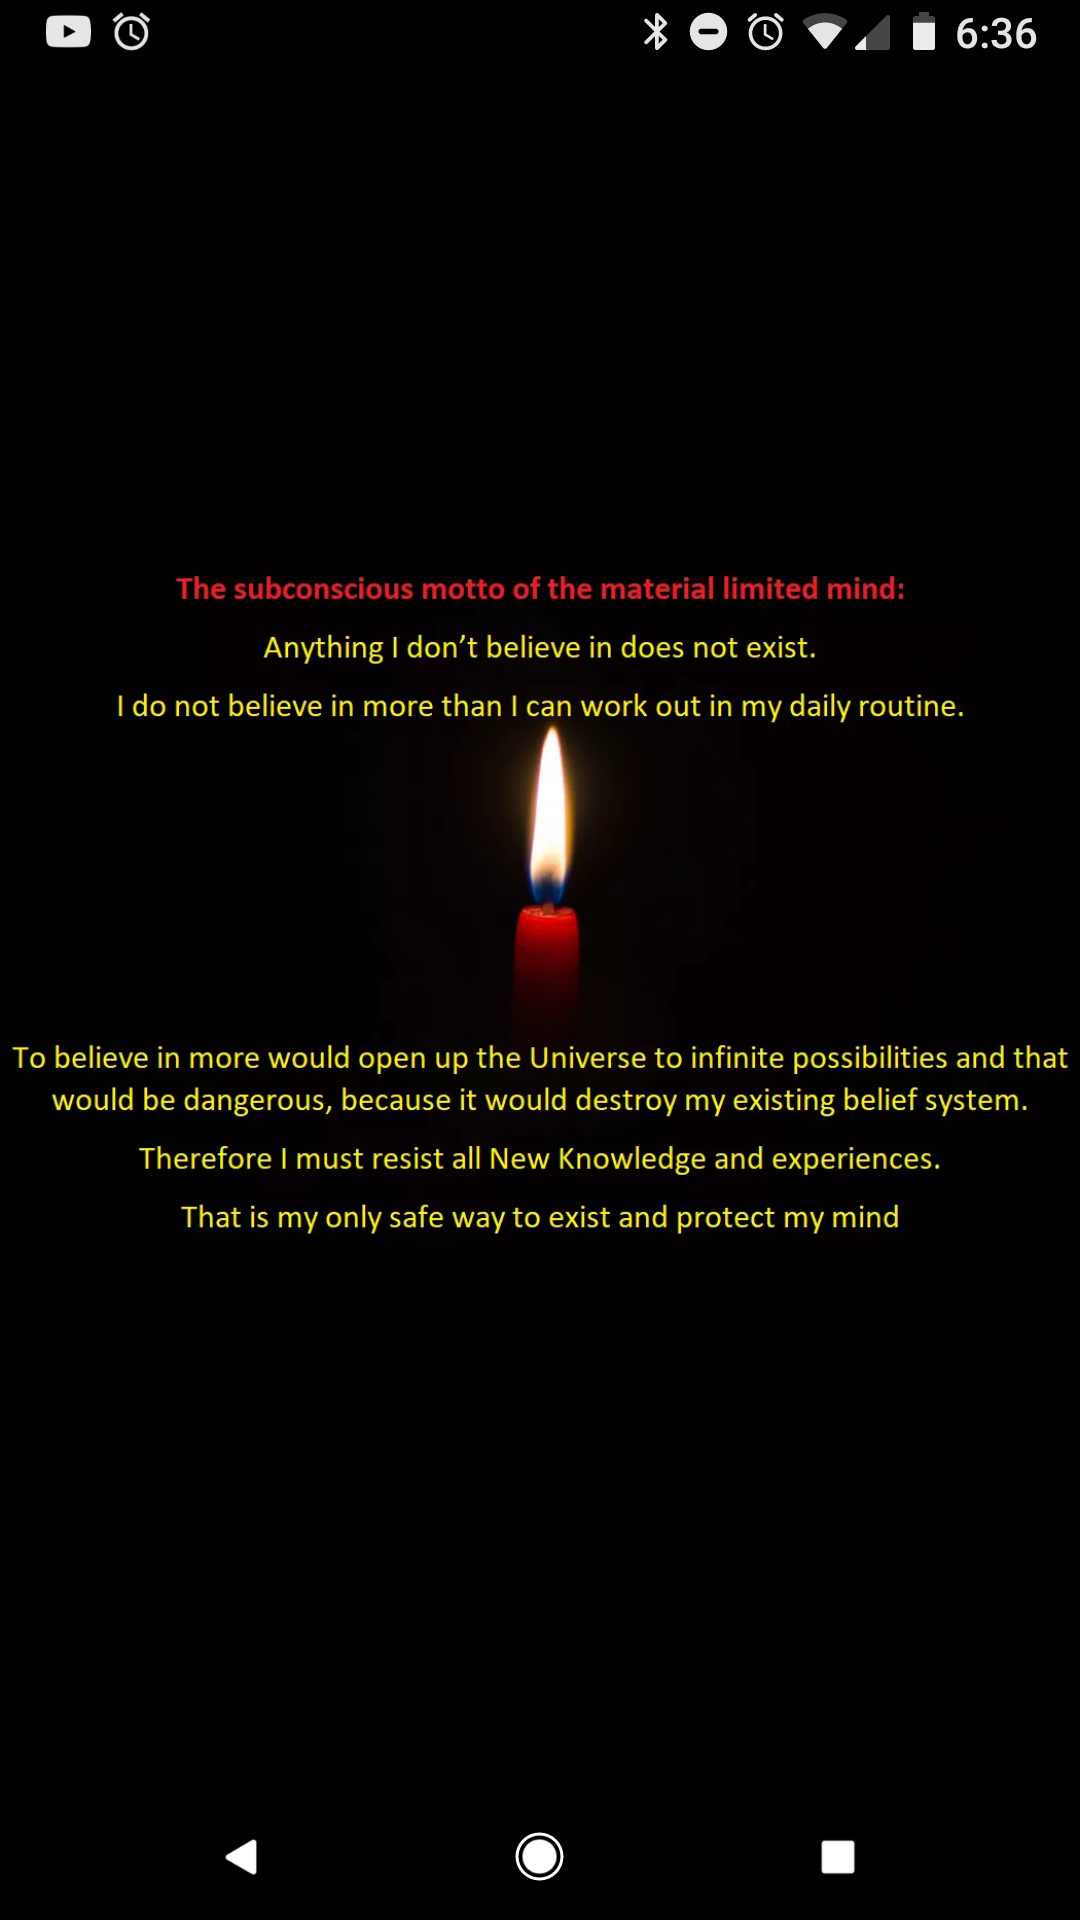 6:36
The subconscious motto of the material limited mind:
Anything I don’t believe in does not exist.
I do not believe in more than I can work out in my daily routine.
To believe in more would open up the Universe to infinite possibilities and that
would be dangerous, because it would destroy my existing belief system.
Therefore I must resist all New Knowledge and experiences.
That is my only safe way to exist and protect my mind